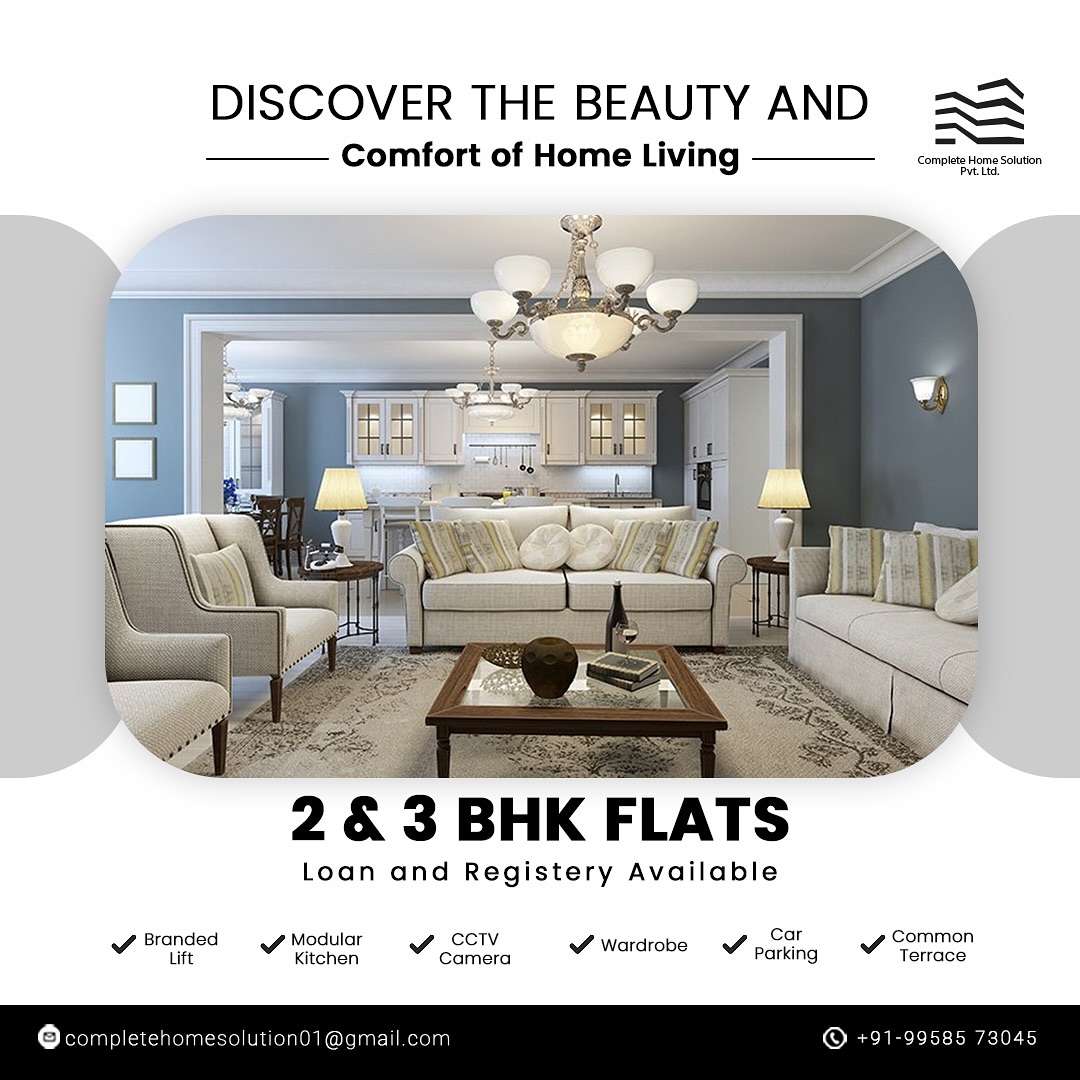 DISCOVER THE BEAUTY AND
Comfort of Home Living
Complete Home Solution
Pvt. Ltd.
2 & 3 BHK FLATS
Loan and Registery Available
Branded
Lift
Modular
Kitchen
CCTV
Camera
Wardrobe
Car
Parking
Common
Terrace
completehomesolution01@gmail.com
+91-99585 73045